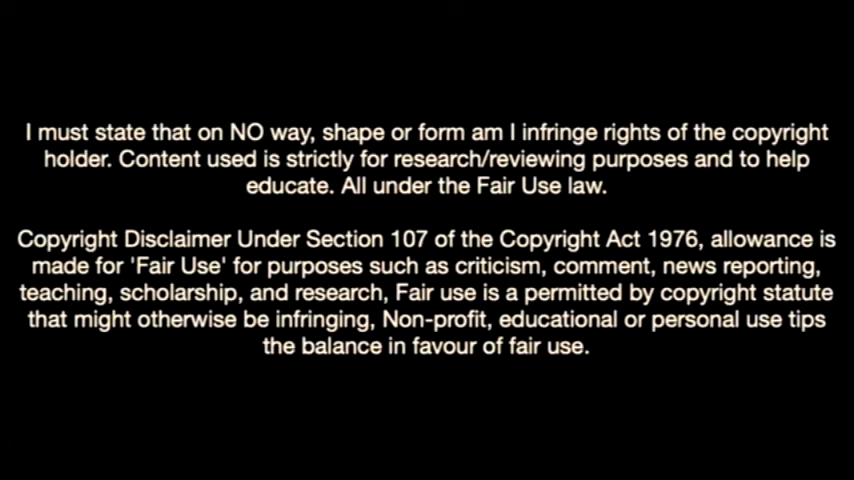 I must state that on NO way, shape or form am I infringe rights of the copyright
holder. Content used is strictly for research/reviewing purposes and to help
educate. All under the Fair Use law.
Copyright Disclaimer Under Section 107 of the Copyright Act 1976, allowance is
made for 'Fair Use' for purposes such as criticism, comment, news reporting,
teaching, scholarship, and research, Fair use is a permitted by copyright statute
that might otherwise be infringing, Non-profit, educational or personal use tips
the balance in favour of fair use.